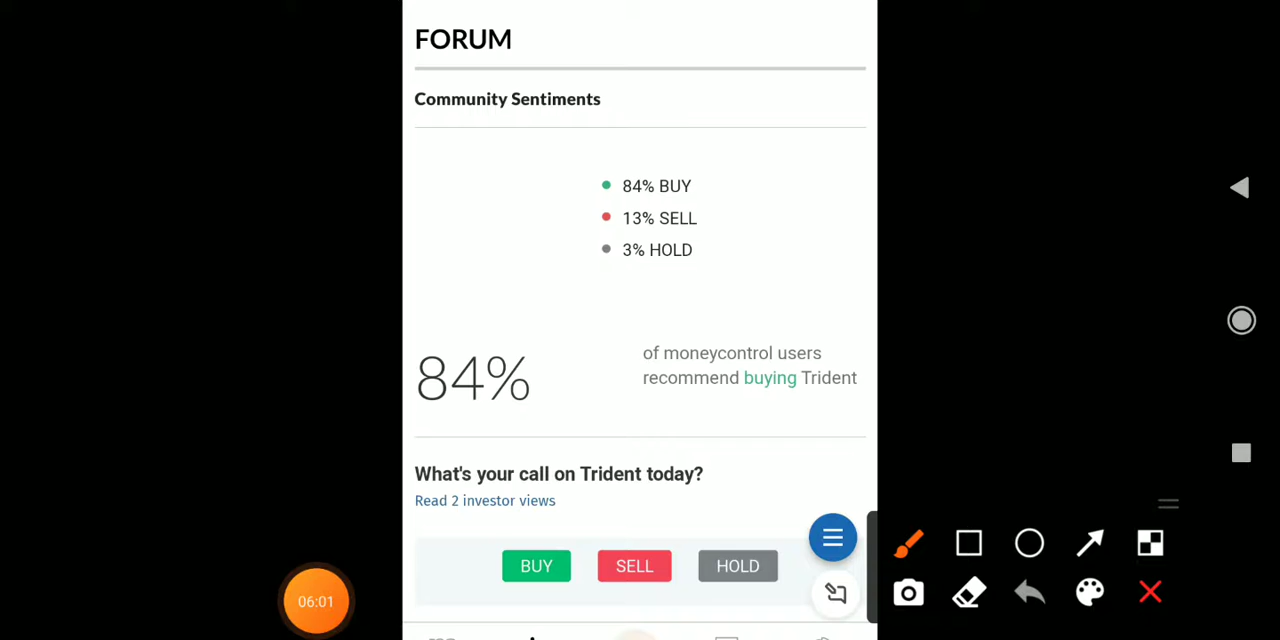 FORUM
Community Sentiments
84% BUY
13% SELL
3% HOLD
84%
of moneycontrol users
recommend buying Trident
What's your call on Trident today?
Read 2 investor views
BUY SELL HOLD
06:01